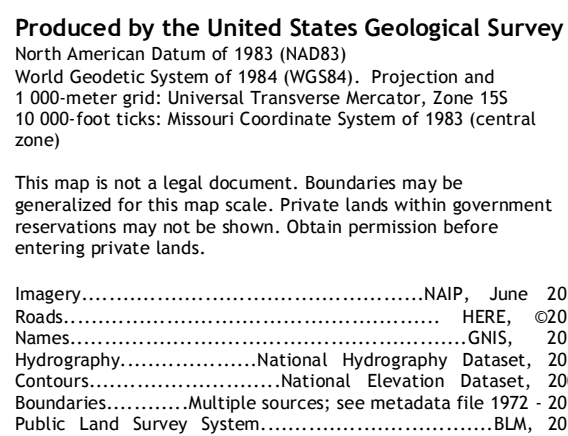 Produced by the United States Geological Survey
North American Datum of 1983 (NAD83)
World Geodetic System of 1984 (WGS84).  Projection and
1 000-meter grid: Universal Transverse Mercator, Zone 15S
10 000-foot ticks: Missouri Coordinate System of 1983 (central
zone)
This map is not a legal document. Boundaries may be
generalized for this map scale. Private lands within government
reservations may not be shown. Obtain permission before
entering private lands.
Imagery....................................................NAIP, June 20
Roads......................................................... HERE, ©20
Names............................................................GNIS, 20
Hydrography....................National Hydrography Dataset, 20
Contours............................National Elevation Dataset, 20
Boundaries............Multiple sources; see metadata file 1972 - 20
Public Land Survey System..................................BLM, 20